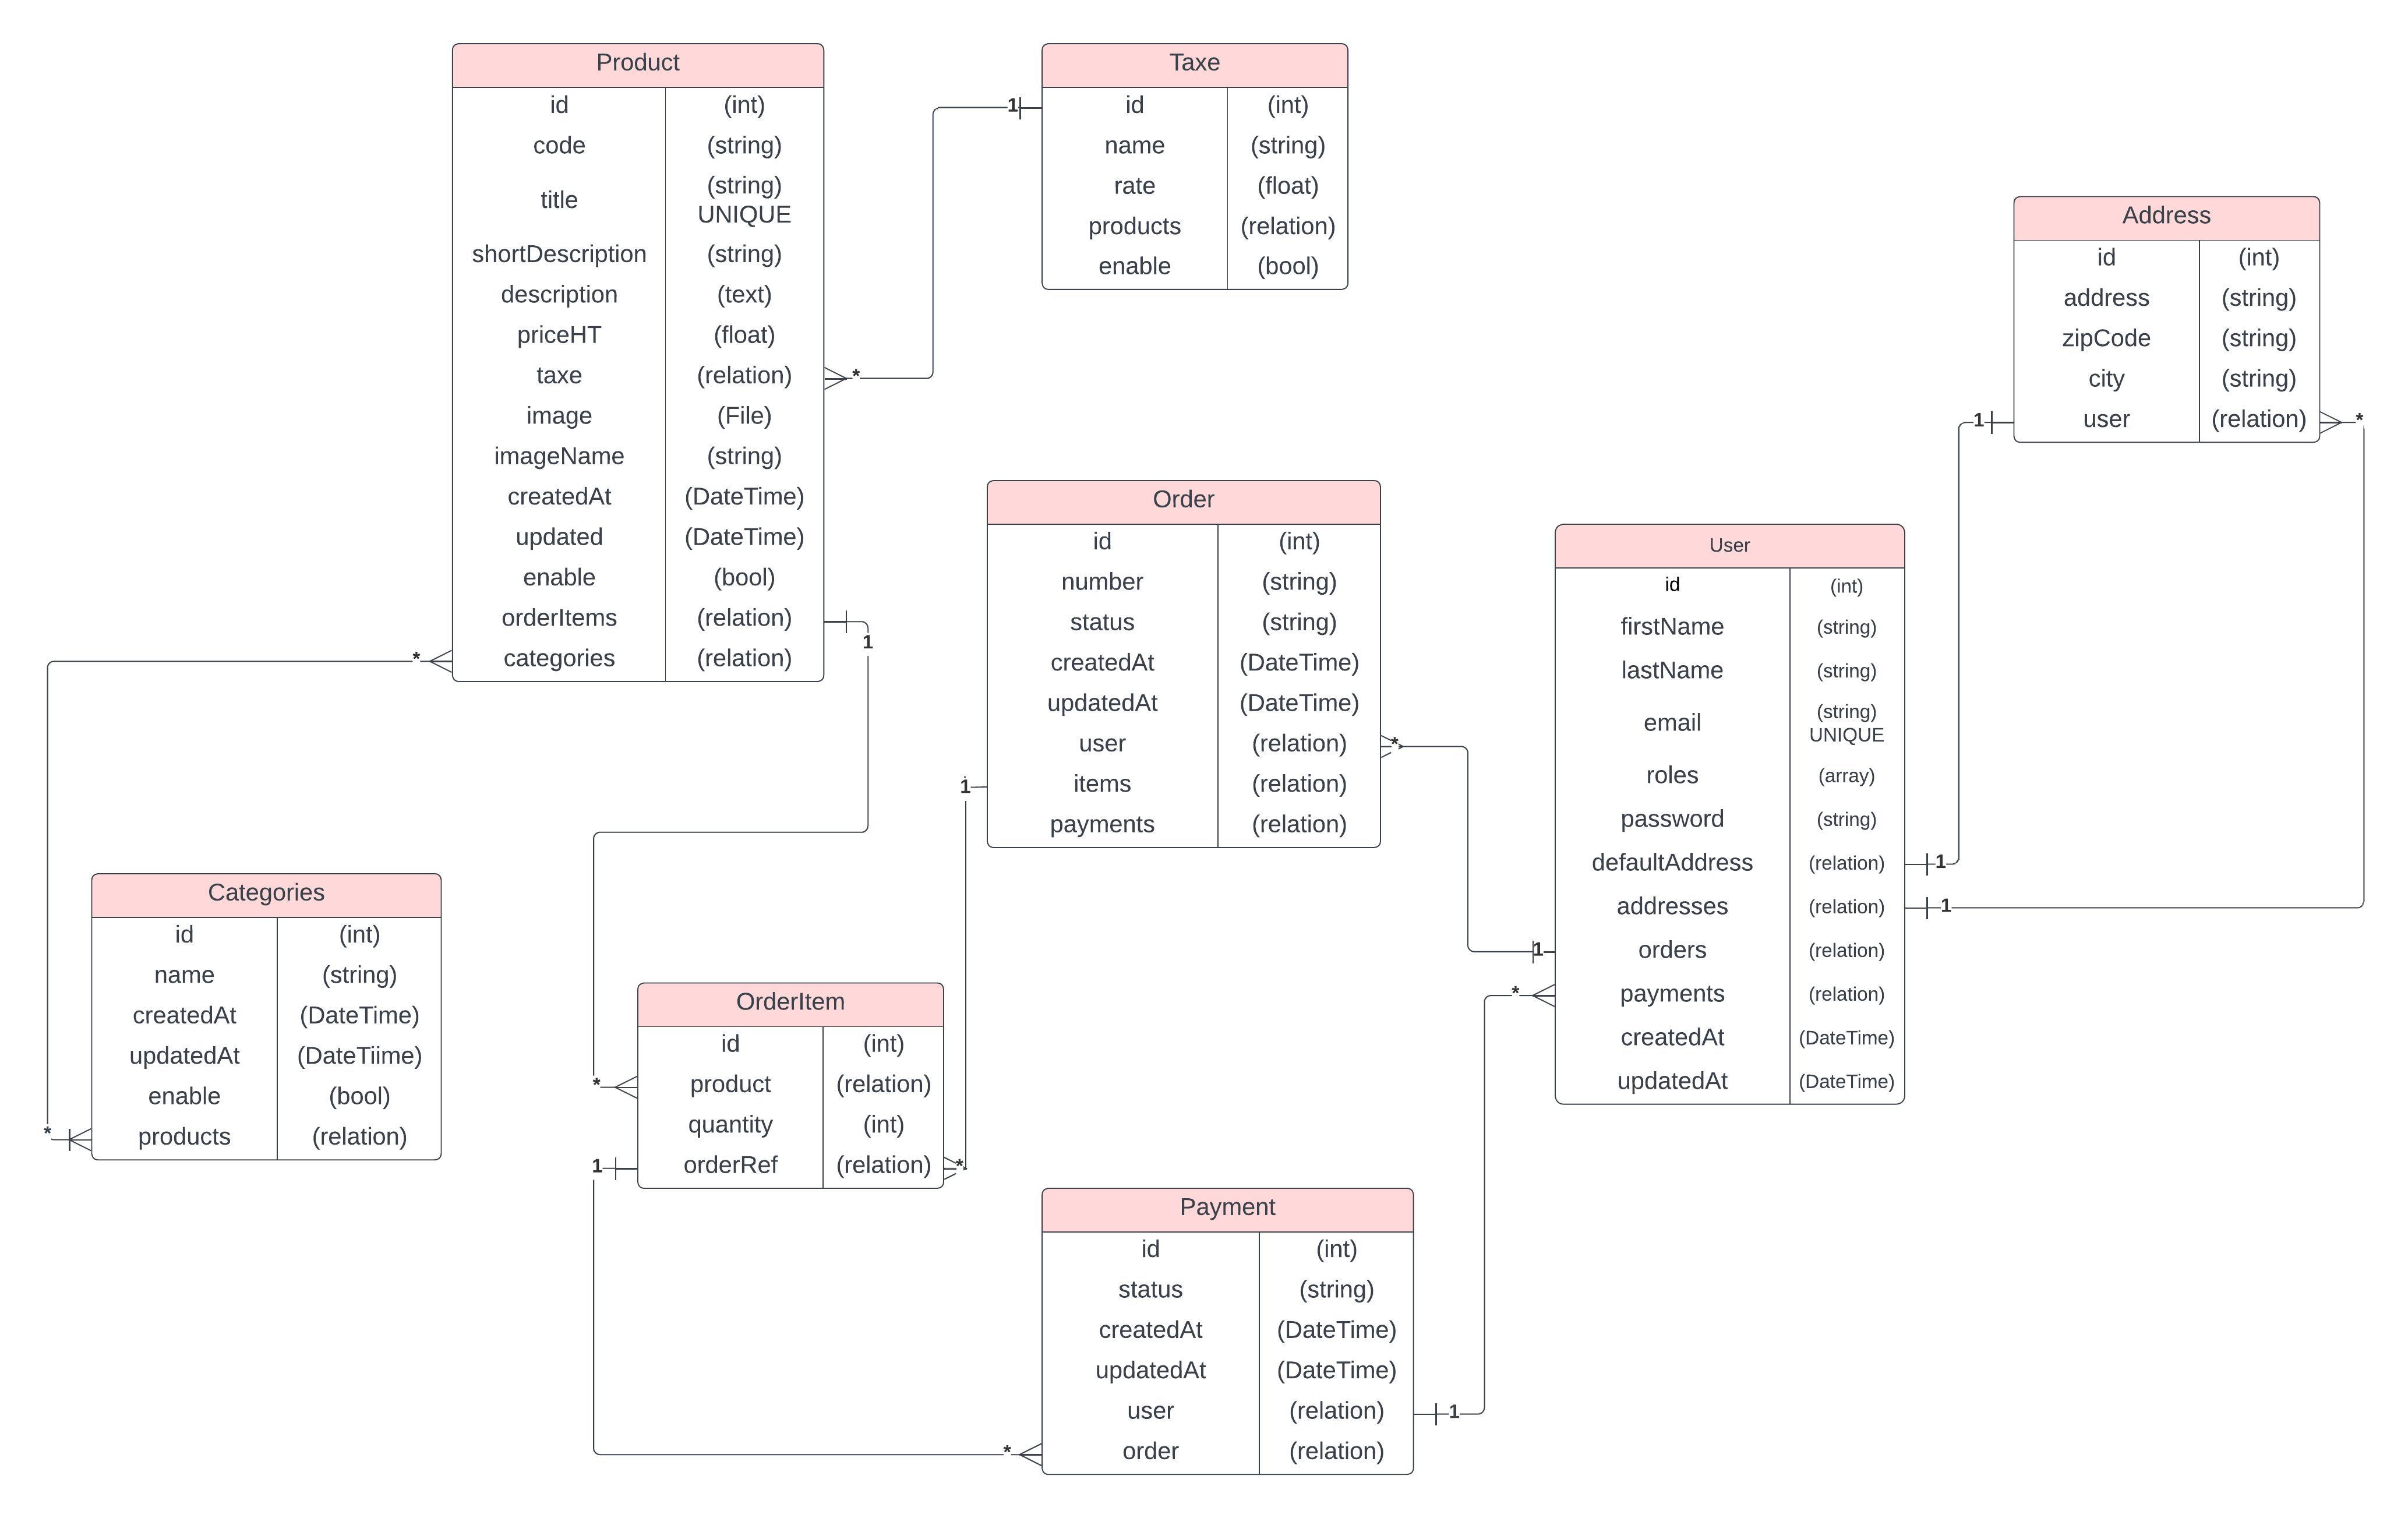 Product
id (int)
code (string)
title (string) UNIQUE
shortDescription (string)
description (text)
priceHT (float)
taxe (relation)
image (File)
imageName (string)
createdAt (DateTime)
updated (DateTime)
enable (bool)
orderItems (relation)
categories (relation)
*
1
*
Taxe
id (int)
name (string)
rate (float)
products (relation)
enable (bool)
1
Address
id (int)
address (string)
zipCode (string)
city (string)
user (relation)
1
*
Order
id (int)
number (string)
status (string)
createdAt (DateTime)
updatedAt (DateTime)
user (relation)
items (relation)
payments (relation)
*
1
User
id (int)
firstName (string)
lastName (string)
email (string) UNIQUE
roles (array)
password (string)
defaultAddress (relation)
addresses (relation)
orders (relation)
payments (relation)
createdAt (DateTime)
updatedAt (DateTime)
1
1
1
*
Categories
id (int)
name (string)
createdAt (DateTime)
updatedAt (DateTiime)
enable (bool)
products (relation)
*
OrderItem
id (int)
product (relation)
quantity (int)
orderRef (relation)
*
1
*
Payment
id (int)
status (string)
createdAt (DateTime)
updatedAt (DateTime)
user (relation)
order (relation)
1
*